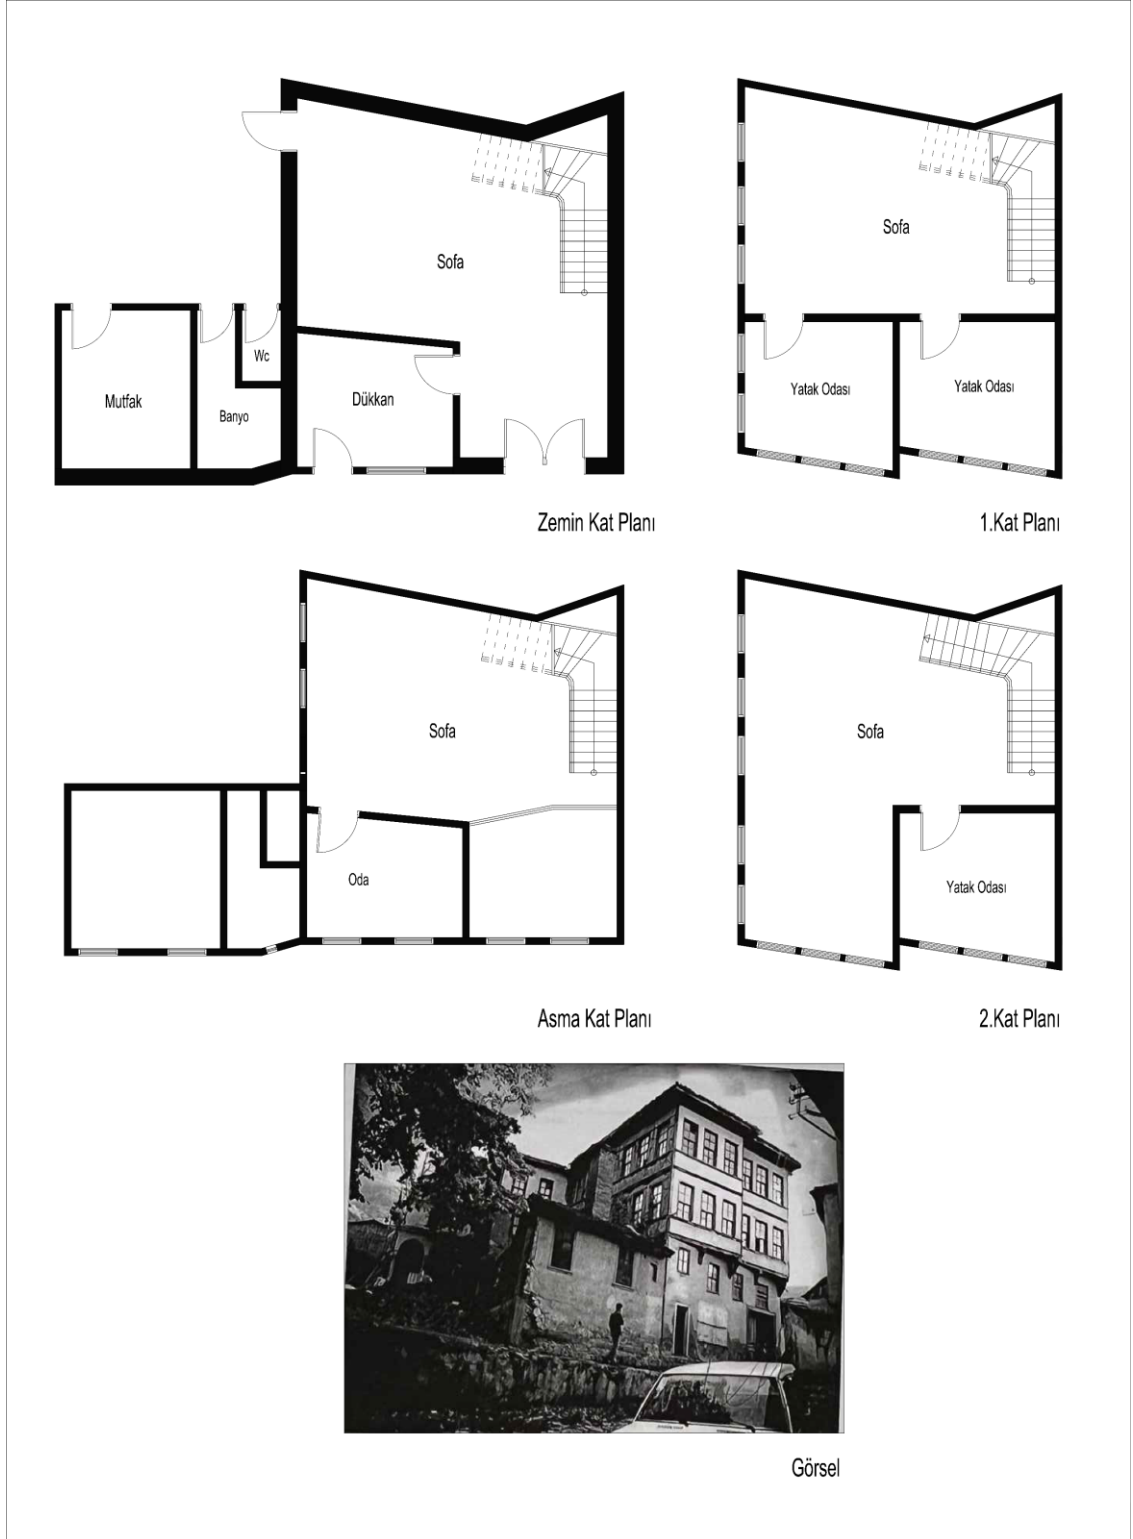 Sofa
Wc
Mutfak
Banyo
Dükkan
Zemin Kat Planı
Sofa
Yatak Odası
Yatak Odası
1.Kat Planı
Sofa
Oda
Asma Kat Planı
Sofa
Yatak Odası
2.Kat Planı
Görsel